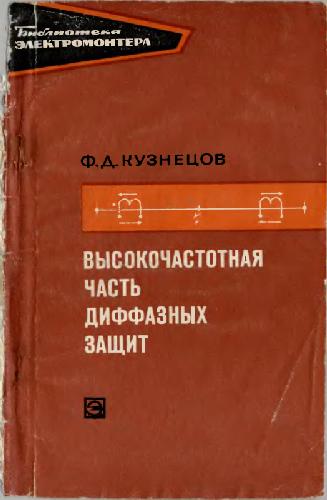 Библиотека
ЭЛЕКТРОМОНТЕРА
Ф.Д.КУЗНЕЦОВ
ВЫСОКОЧАСТОТНАЯ
ЧАСТЬ
ДИФФАЗНЫХ
ЗАЩИТ
Э